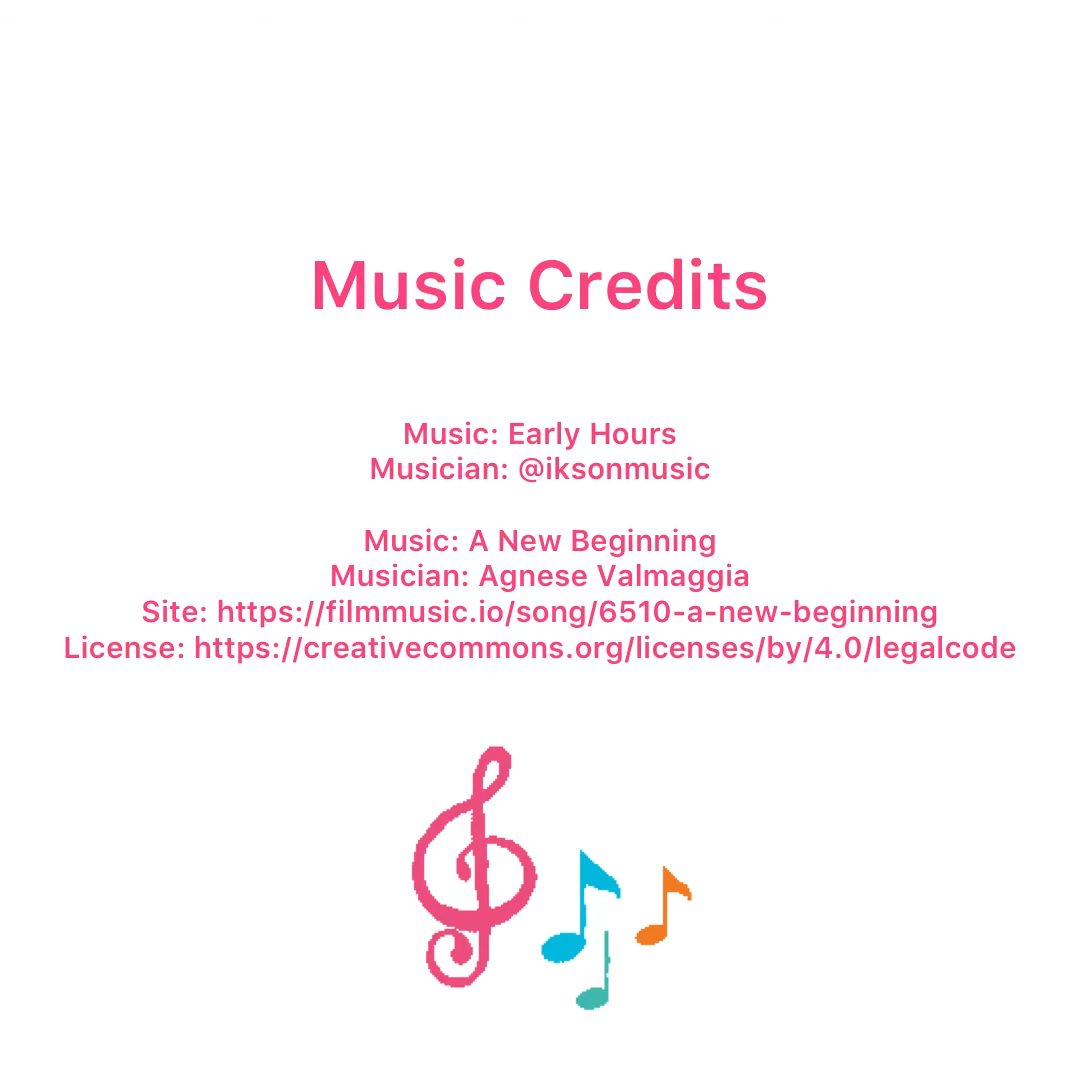 Music Credits
Music: Early Hours
Musician: @iksonmusic
Music: A New Beginning
Musician: Agnese Valmaggia
Site: https://filmmusic.io/song/6510-a-new-beginning
License: https://creativecommons.org/licenses/by/4.0/legalcode